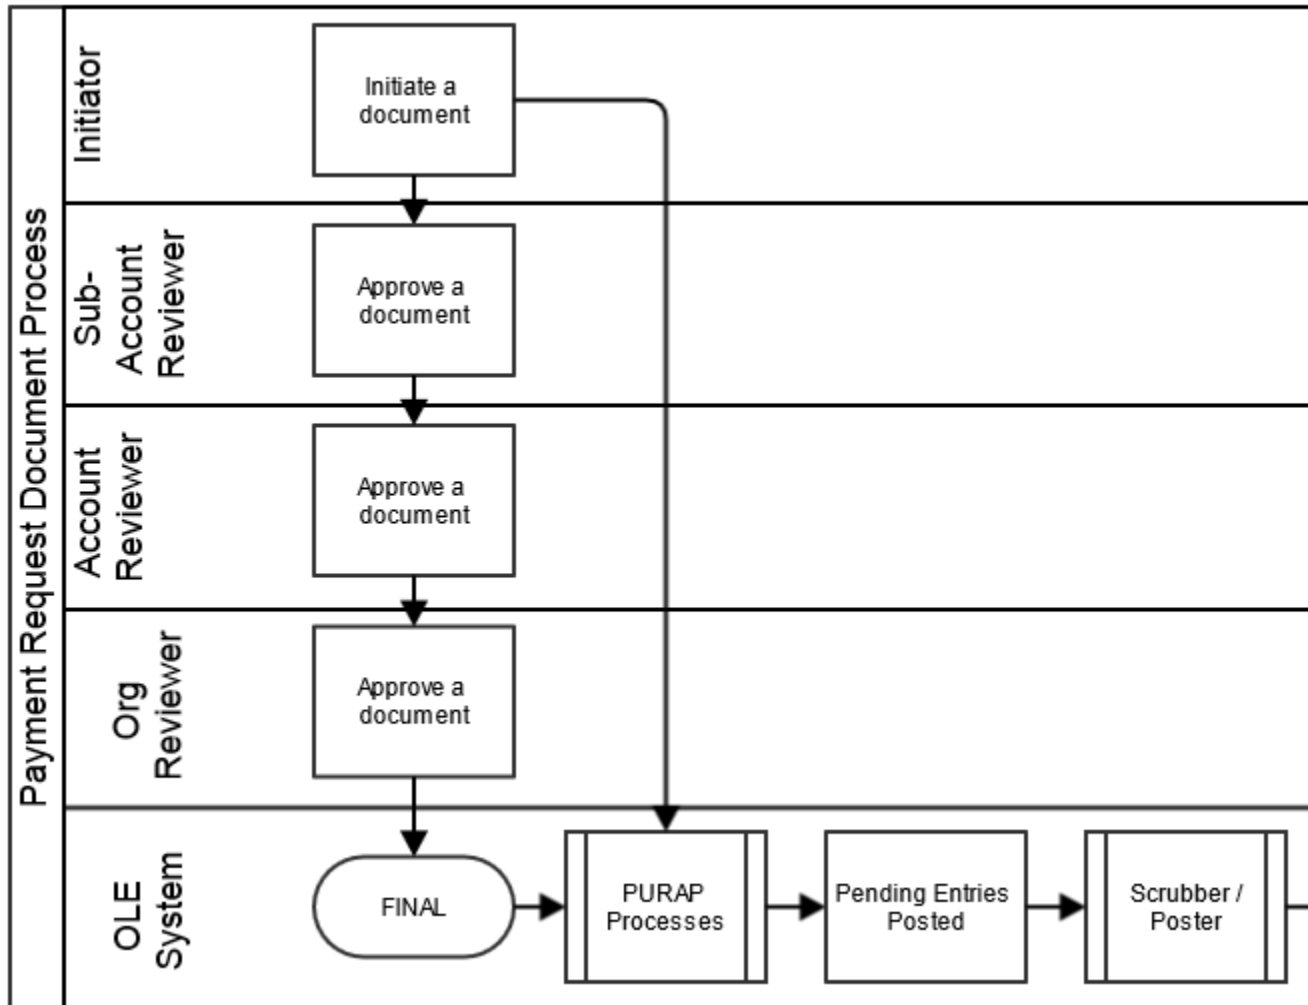 Payment Request Document Process
Initiator
Initiate a
document
Sub-
Account
Reviewer
Approve a
document
Account
Reviewer
Approve a
document
Org
Reviewer
Approve a
document
OLE
System
FINAL
PURAP
Processes
Pending Entries
Posted
Scrubber /
Poster